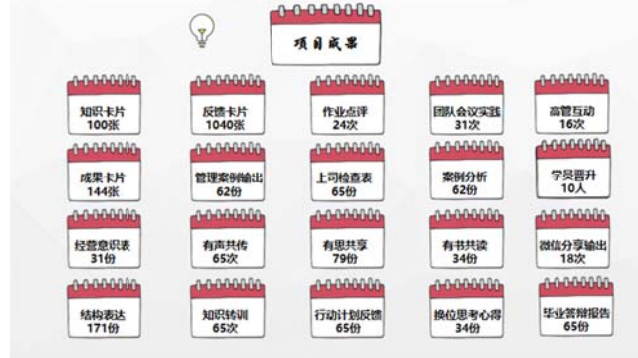 项目成果
知识卡片
100张
反馈卡片
1040张
作业点评
24次
团队会议实践
31次
高管互动
16次
成果卡片
144张
管理案例输出
62份
上司检查表
65份
案例分析
62份
学员晋升
10人
经营意识表
31份
有声共传
65次
有思共享
79份
有书共读
34份
微信分享输出
18次
结构表达
171份
知识转训
65次
行动计划反馈
65份
换位思考心得
34份
毕业答辩报告
65份